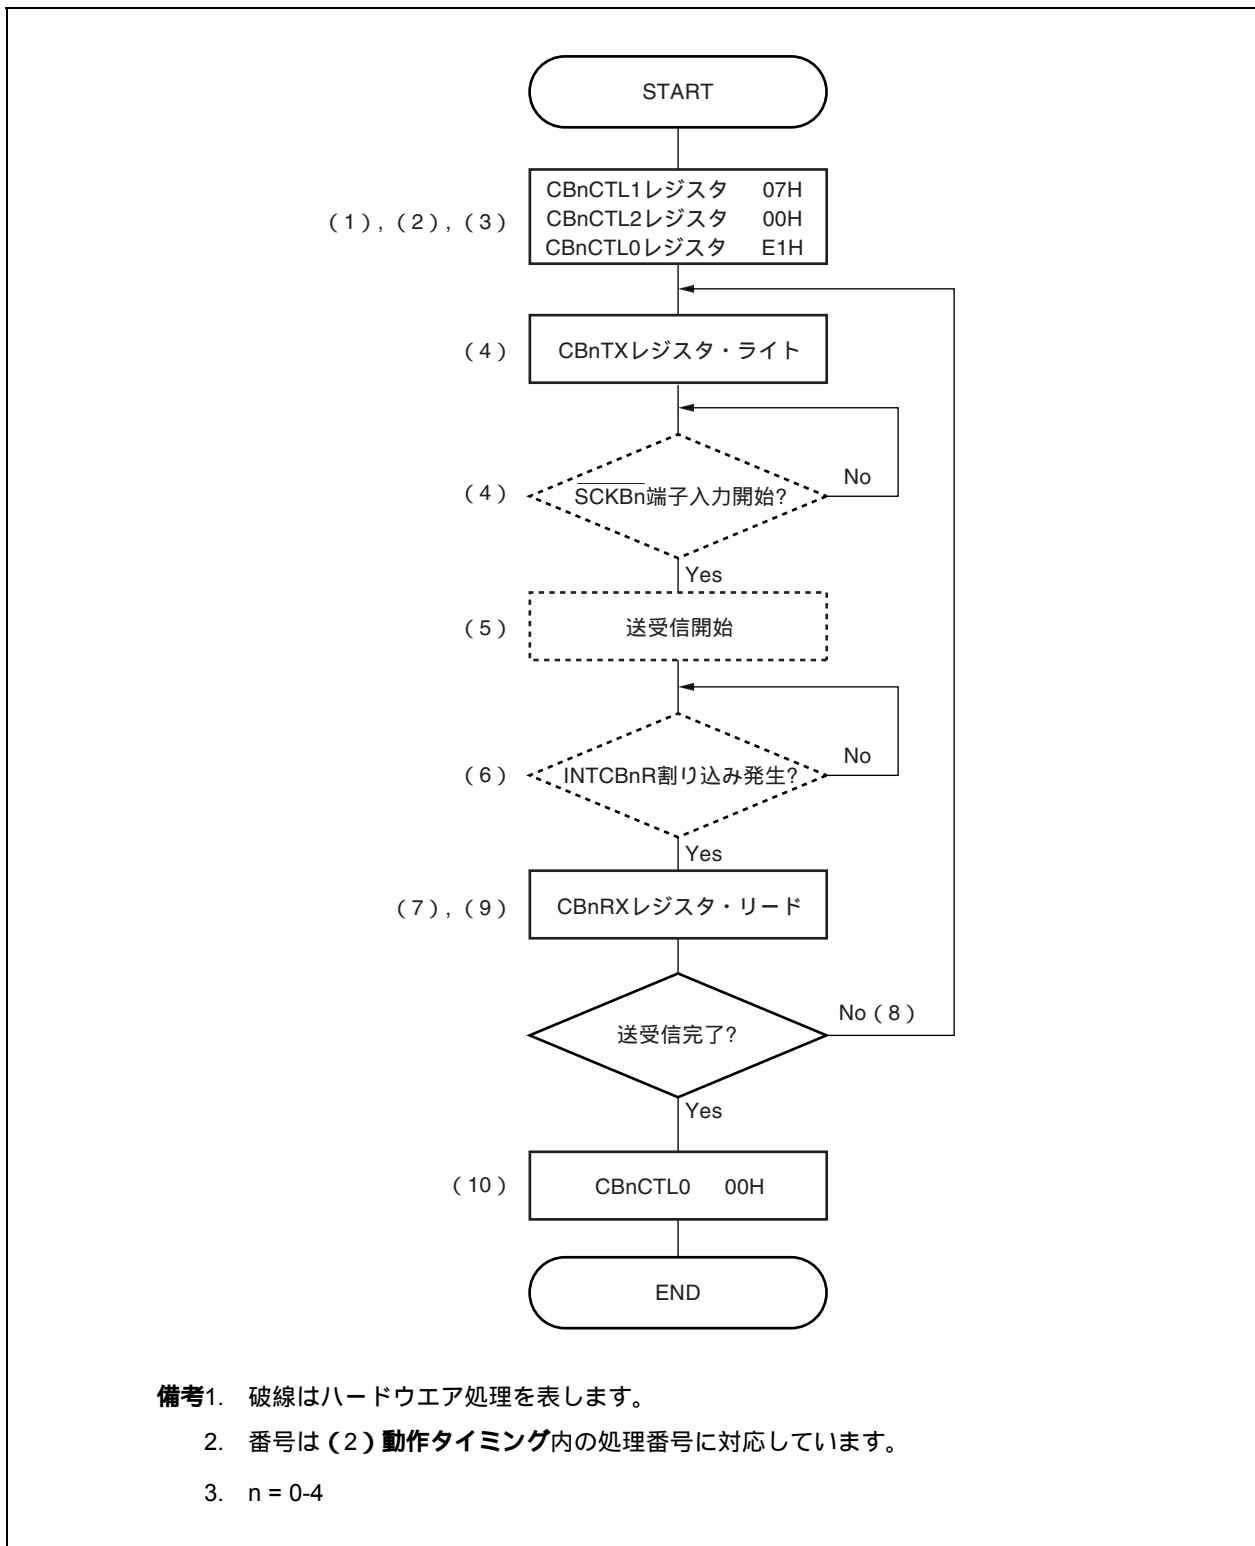 START
CBnCTL1レジスタ 07H
CBnCTL2レジスタ 00H
CBnCTL0レジスタ E1H
（1），（2），（3）
（4） CBnTXレジスタ・ライト
（4） SCKBn端子入力開始? No
Yes
（5） 送受信開始
（6） INTCBnR割り込み発生? No
Yes
（7），（9） CBnRXレジスタ・リード
送受信完了? No（8）
Yes
（10） CBnCTL0 00H
END
備考1. 破線はハードウエア処理を表します。
2. 番号は（2）動作タイミング内の処理番号に対応しています。
3. n = 0-4